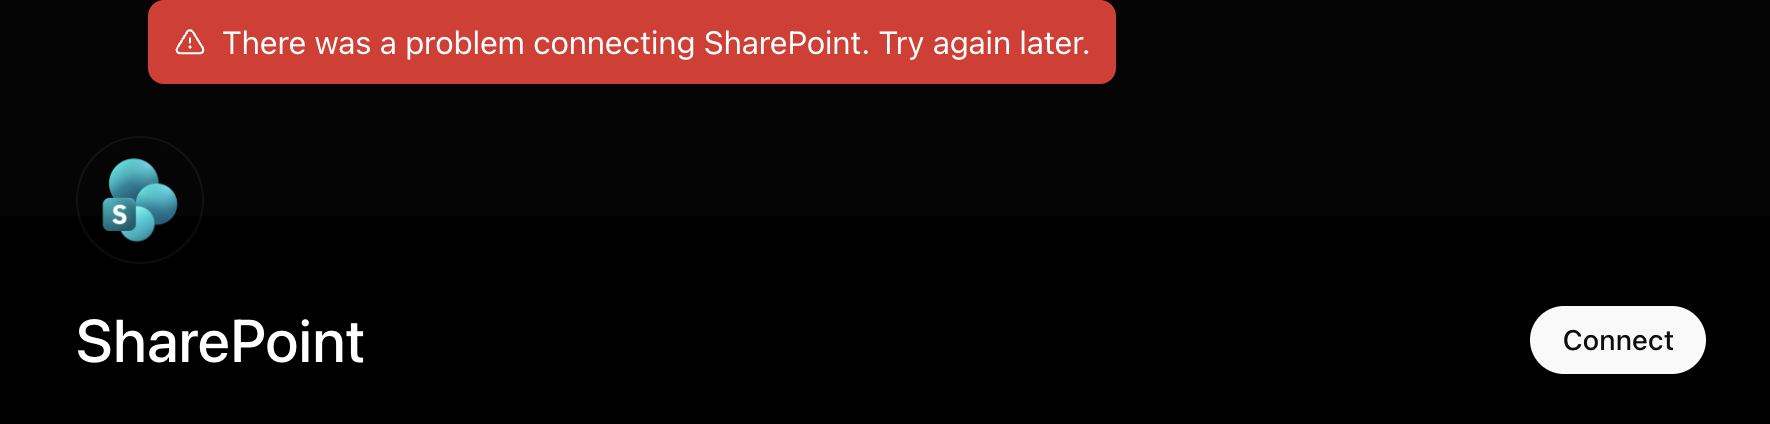 There was a problem connecting SharePoint. Try again later.
S
SharePoint
Connect